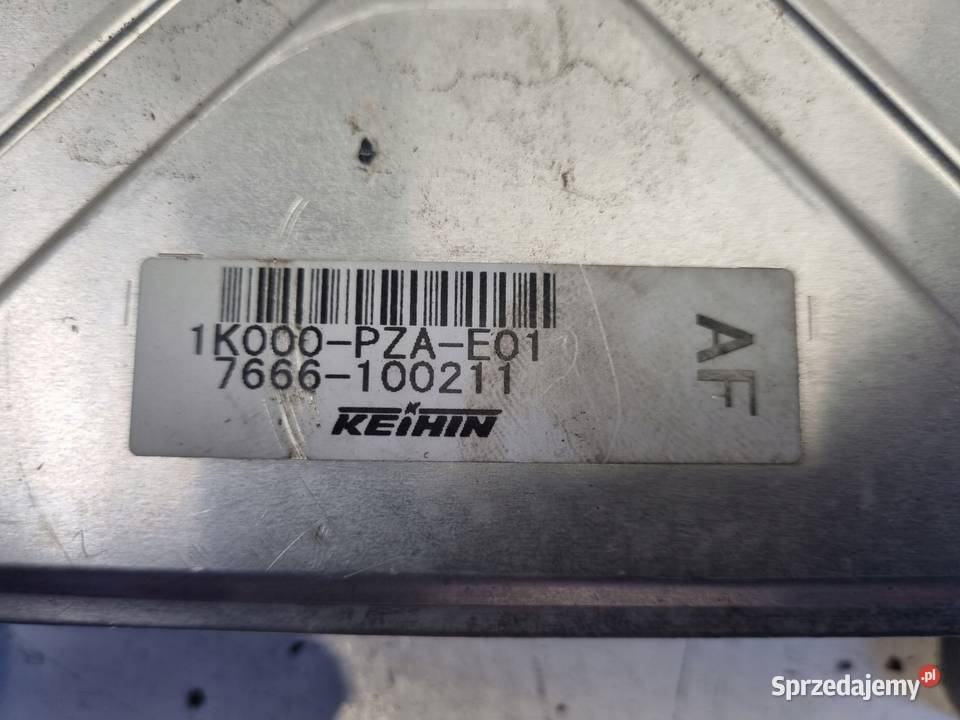 1K000-PZA-E01
7666-100211
KEIHIN
AF
Sprzedajemy.pl